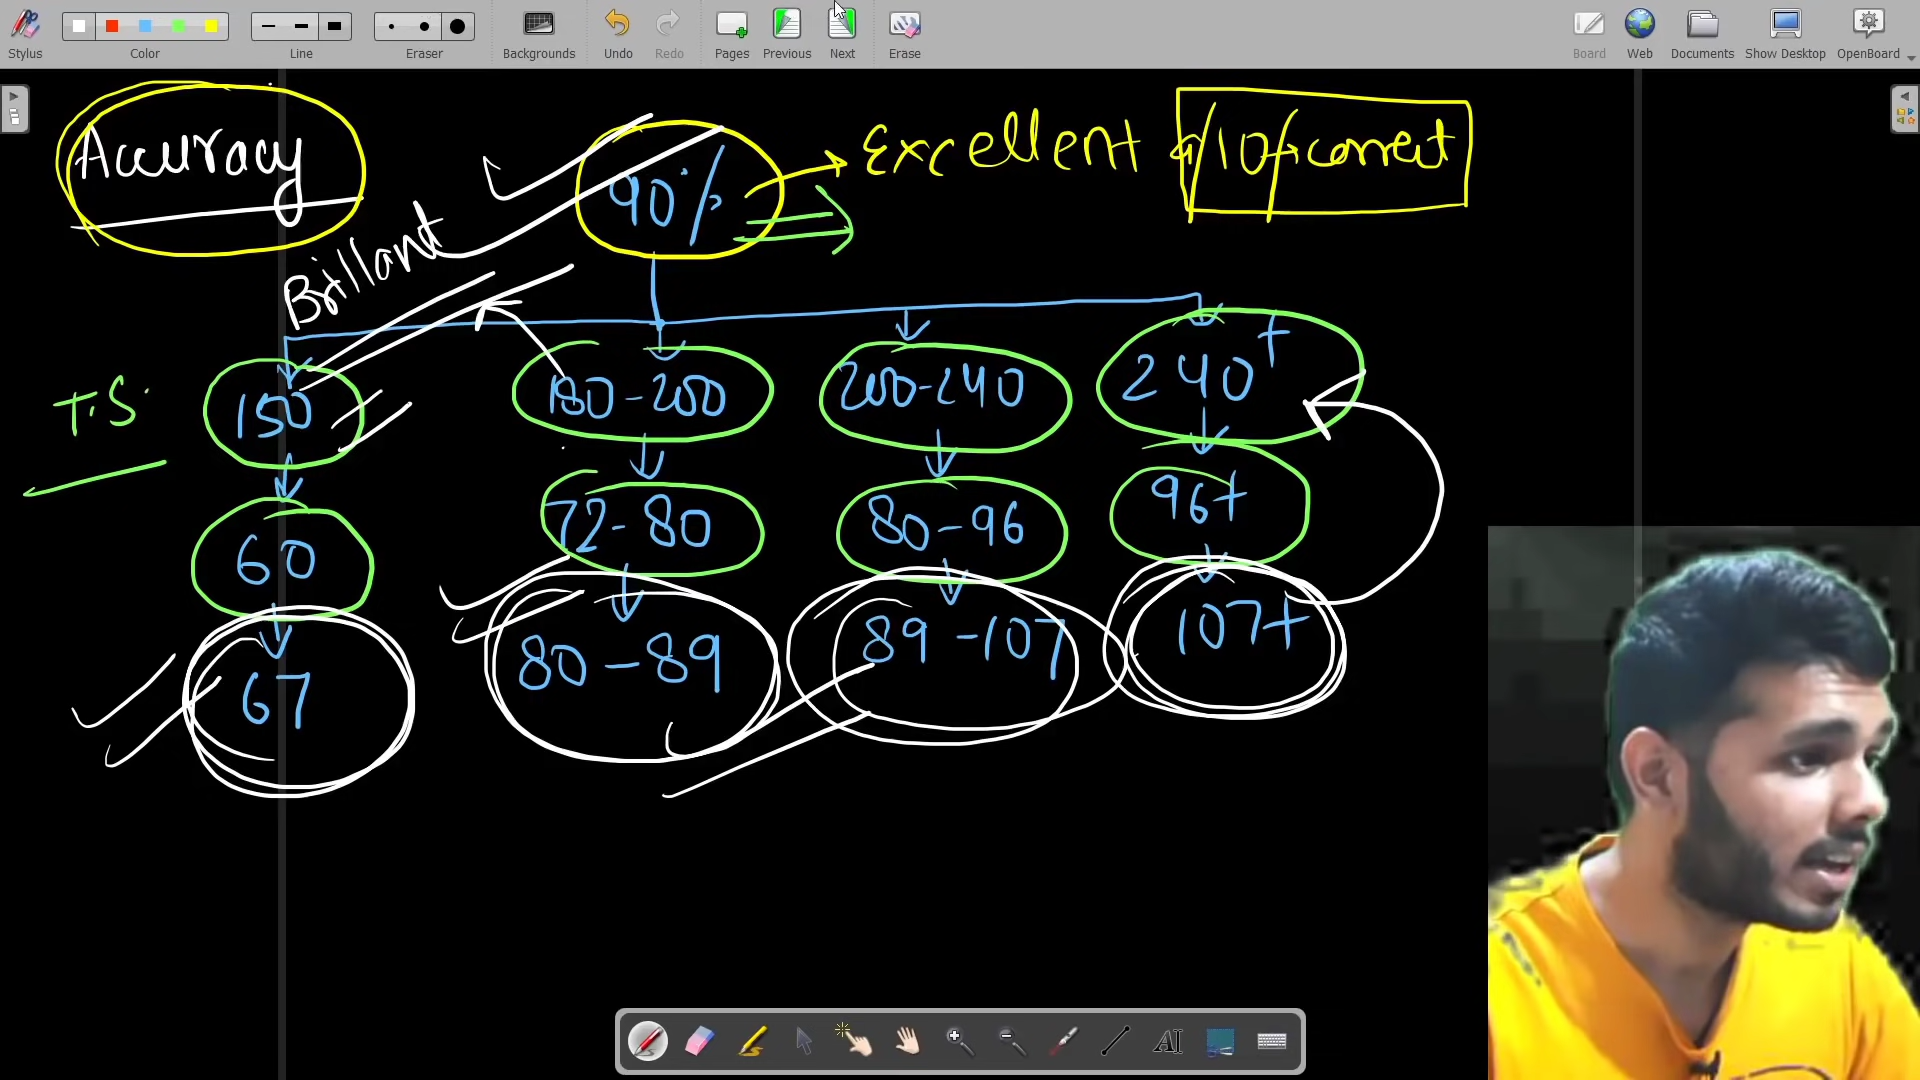 Stylus Color Line Eraser Backgrounds Undo Redo Pages Previous Next Erase Board Web Documents Show Desktop OpenBoard
Accuracy 90% Excellent 9/10 → correct
Brillant
T.S. 150 180-200 200-240 240+
60 72-80 80-96 96+
67 80-89 89-107 107+